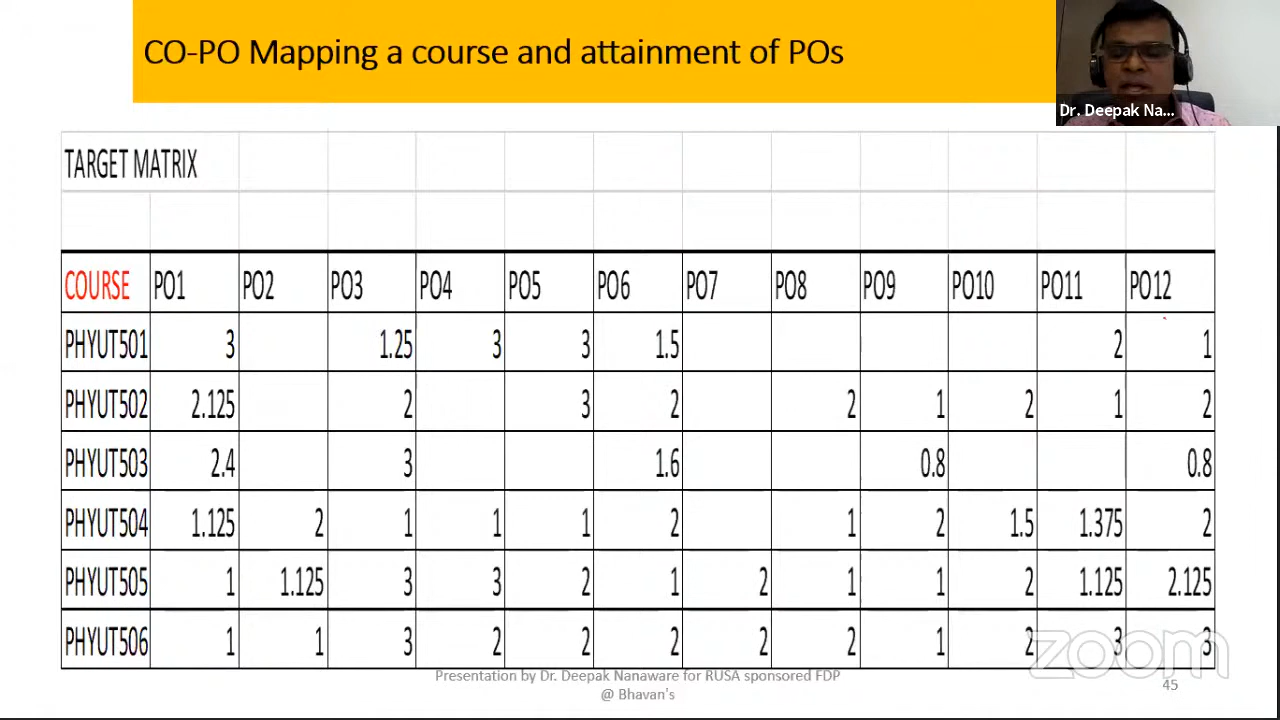 CO-PO Mapping a course and attainment of POs
Dr. Deepak Na...
TARGET MATRIX
COURSE PO1 PO2 PO3 PO4 PO5 PO6 PO7 PO8 PO9 PO10 PO11 PO12
PHYUT501 3 1.25 3 3 1.5 2 1
PHYUT502 2.125 2 3 2 2 1 2 1 2
PHYUT503 2.4 3 1.6 0.8 0.8
PHYUT504 1.125 2 1 1 1 2 1 2 1.5 1.375 2
PHYUT505 1 1.125 3 3 2 1 2 1 1 2 1.125 2.125
PHYUT506 1 1 3 2 2 2 2 2 1 2 3 3
zoom
Presentation by Dr. Deepak Nanaware for RUSA sponsored FDP
@ Bhavan's
45